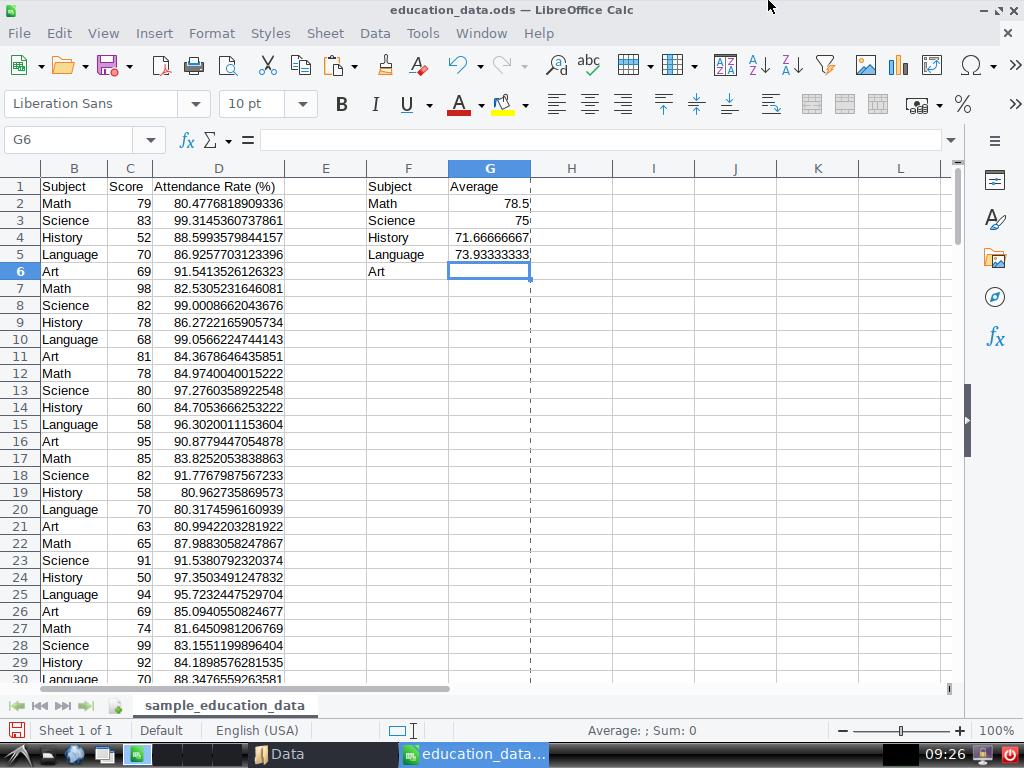 education_data.ods — LibreOffice Calc
File Edit View Insert Format Styles Sheet Data Tools Window Help
Liberation Sans 10 pt
G6
B C D E F G H I J K L
1 Subject Score Attendance Rate (%) Subject Average
2 Math 79 80.4776818909336 Math 78.5
3 Science 83 99.3145360737861 Science 75
4 History 52 88.5993579844157 History 71.66666667
5 Language 70 86.9257703123396 Language 73.93333333
6 Art 69 91.5413526126323 Art
7 Math 98 82.5305231646081
8 Science 82 99.0008662043676
9 History 78 86.2722165905734
10 Language 68 99.0566224744143
11 Art 81 84.3678646435851
12 Math 78 84.9740040015222
13 Science 80 97.2760358922548
14 History 60 84.7053666253222
15 Language 58 96.3020011153604
16 Art 95 90.8779447054878
17 Math 85 83.8252053838863
18 Science 82 91.7767987567233
19 History 58 80.962735869573
20 Language 70 80.3174596160939
21 Art 63 80.9942203281922
22 Math 65 87.9883058247867
23 Science 91 91.5380792320374
24 History 50 97.3503491247832
25 Language 94 95.7232447529704
26 Art 69 85.0940550824677
27 Math 74 81.6450981206769
28 Science 99 83.1551199896404
29 History 92 84.1898576281535
30 Language 70 88.3476559263581
sample_education_data
Sheet 1 of 1 Default English (USA) Average: ; Sum: 0 100%
Data education_data... 09:26